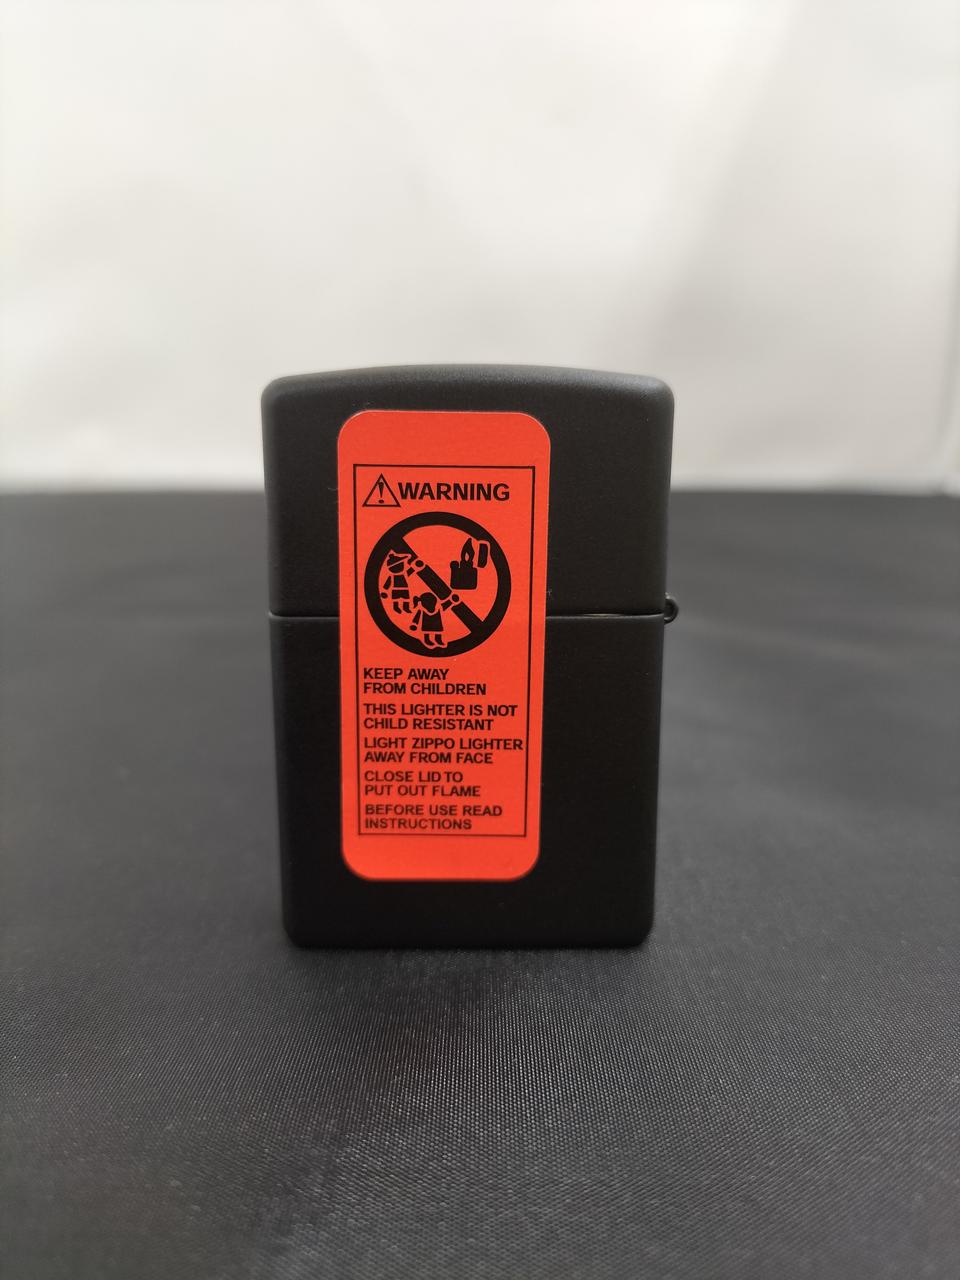 WARNING
KEEP AWAY
FROM CHILDREN
THIS LIGHTER IS NOT
CHILD RESISTANT
LIGHT ZIPPO LIGHTER
AWAY FROM FACE
CLOSE LID TO
PUT OUT FLAME
BEFORE USE READ
INSTRUCTIONS